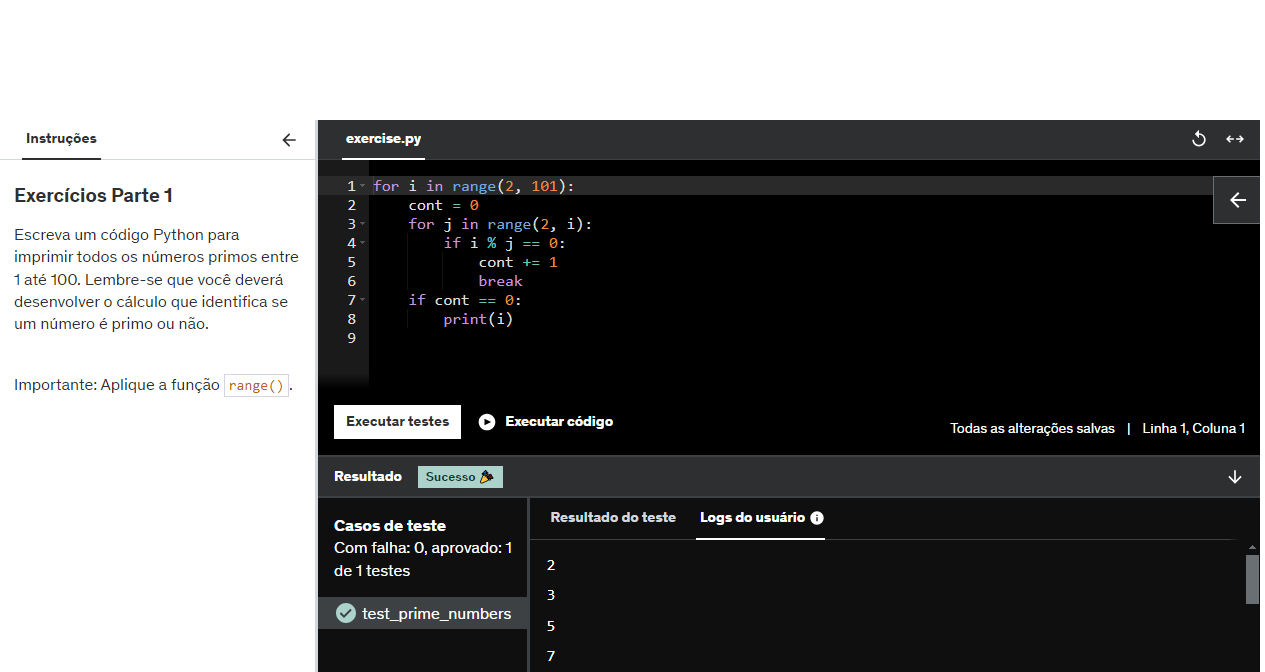 Instruções
Exercícios Parte 1
Escreva um código Python para
imprimir todos os números primos entre
1 até 100. Lembre-se que você deverá
desenvolver o cálculo que identifica se
um número é primo ou não.
Importante: Aplique a função range().
exercise.py
1 for i in range(2, 101):
2     cont = 0
3     for j in range(2, i):
4         if i % j == 0:
5             cont += 1
6             break
7     if cont == 0:
8         print(i)
9
Executar testes Executar código
Todas as alterações salvas | Linha 1, Coluna 1
Resultado Sucesso
Casos de teste
Com falha: 0, aprovado: 1
de 1 testes
test_prime_numbers
Resultado do teste Logs do usuário
2
3
5
7